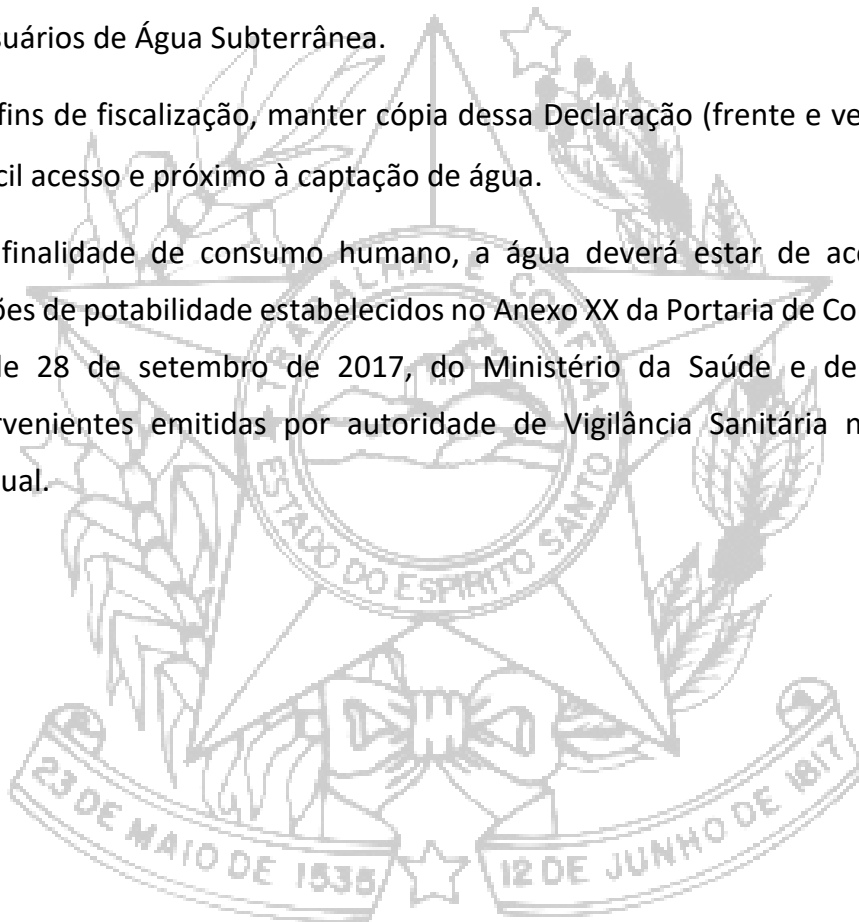 suários de Água Subterrânea.
fins de fiscalização, manter cópia dessa Declaração (frente e ve
cil acesso e próximo à captação de água.
finalidade de consumo humano, a água deverá estar de ac
ões de potabilidade estabelecidos no Anexo XX da Portaria de Co
de 28 de setembro de 2017, do Ministério da Saúde e de
rvenientes emitidas por autoridade de Vigilância Sanitária n
ual.
TRABALHA E CONFIA
ESTADO DO ESPIRITO SANTO
23 DE MAIO DE 1535
12 DE JUNHO DE 1817